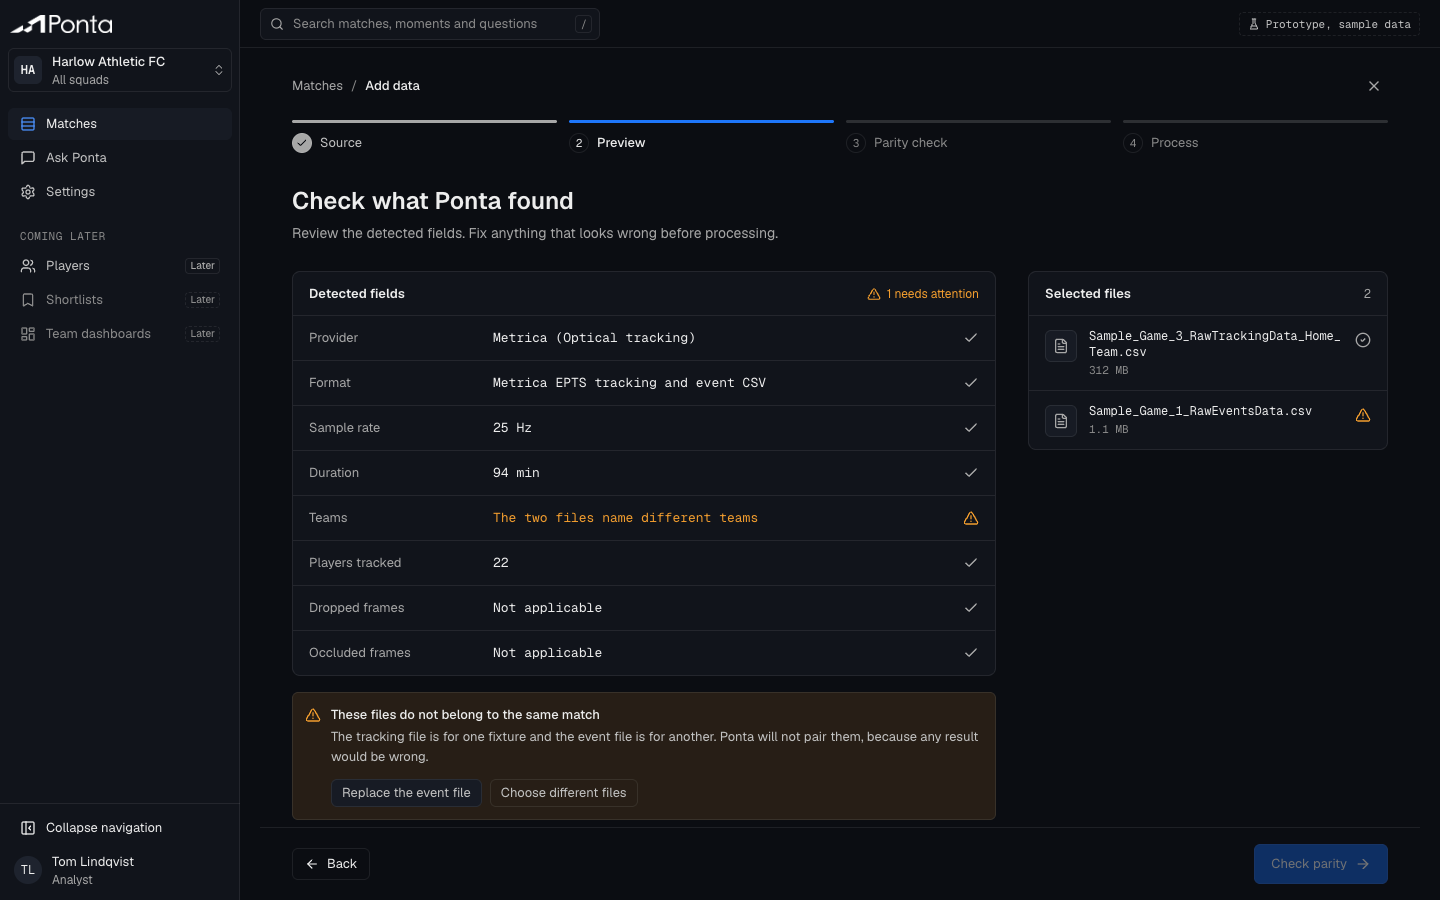 Ponta
HA
Harlow Athletic FC
All squads
Matches
Ask Ponta
Settings
COMING LATER
Players
Later
Shortlists
Later
Team dashboards
Later
Collapse navigation
TL
Tom Lindqvist
Analyst
Search matches, moments and questions
/
Prototype, sample data
Matches / Add data
Source
2 Preview
3 Parity check
4 Process
Check what Ponta found
Review the detected fields. Fix anything that looks wrong before processing.
Detected fields
1 needs attention
Provider
Metrica (Optical tracking)
Format
Metrica EPTS tracking and event CSV
Sample rate
25 Hz
Duration
94 min
Teams
The two files name different teams
Players tracked
22
Dropped frames
Not applicable
Occluded frames
Not applicable
These files do not belong to the same match
The tracking file is for one fixture and the event file is for another. Ponta will not pair them, because any result
would be wrong.
Replace the event file
Choose different files
Selected files
2
Sample_Game_3_RawTrackingData_Home_
Team.csv
312 MB
Sample_Game_1_RawEventsData.csv
1.1 MB
Back
Check parity